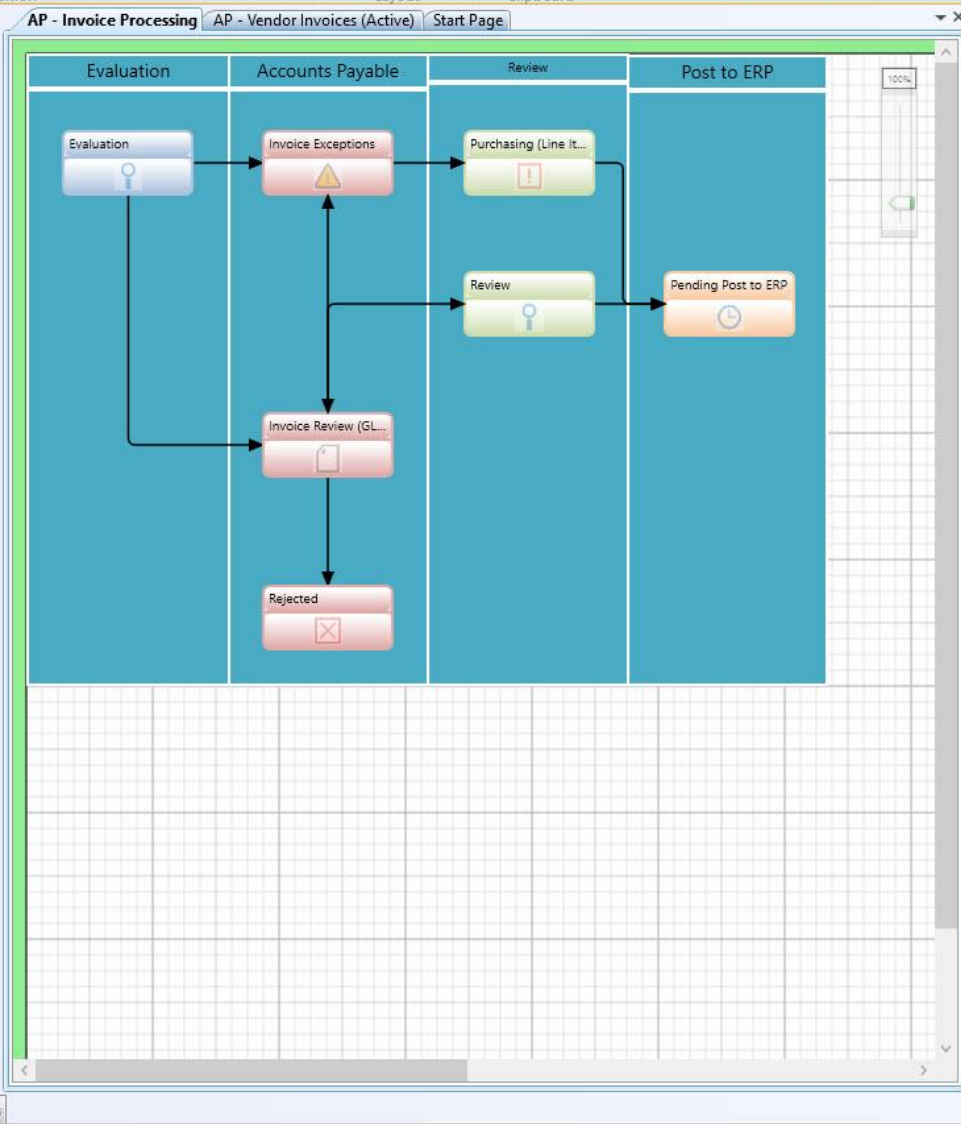 AP - Invoice Processing AP - Vendor Invoices (Active) Start Page
Evaluation Accounts Payable Review Post to ERP
100%
Evaluation Invoice Exceptions Purchasing (Line It...
Review Pending Post to ERP
Invoice Review (GL...
Rejected